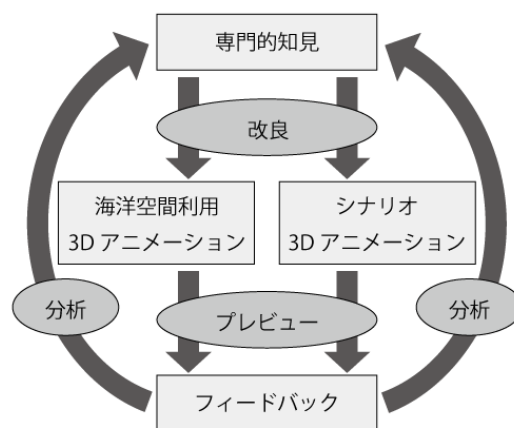 専門的知見
改良
海洋空間利用
3D アニメーション
シナリオ
3D アニメーション
分析
プレビュー
分析
フィードバック